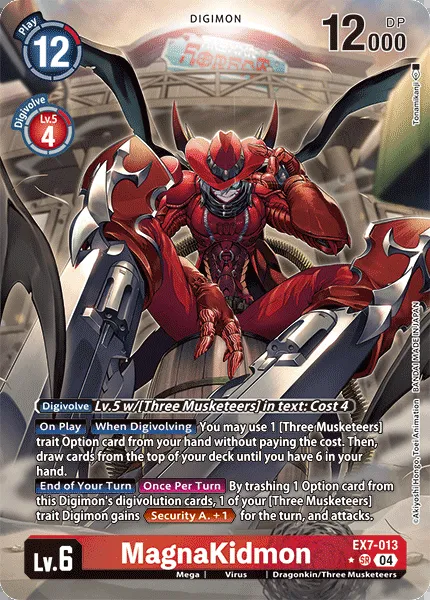 Play
12
DIGIMON
12000
DP
Digivolve
Lv.5
4
Tonamikanji
Digivolve Lv.5 w/[Three Musketeers] in text: Cost 4
On Play When Digivolving You may use 1 [Three Musketeers]
trait Option card from your hand without paying the cost. Then,
draw cards from the top of your deck until you have 6 in your
hand.
End of Your Turn Once Per Turn By trashing 1 Option card from
this Digimon's digivolution cards, 1 of your [Three Musketeers]
trait Digimon gains Security A. +1 for the turn, and attacks.
©Akiyoshi Hongo, Toei Animation BANDAI MADE IN JAPAN
Lv.6
MagnaKidmon
EX7-013
SR 04
Mega | Virus | Dragonkin/Three Musketeers